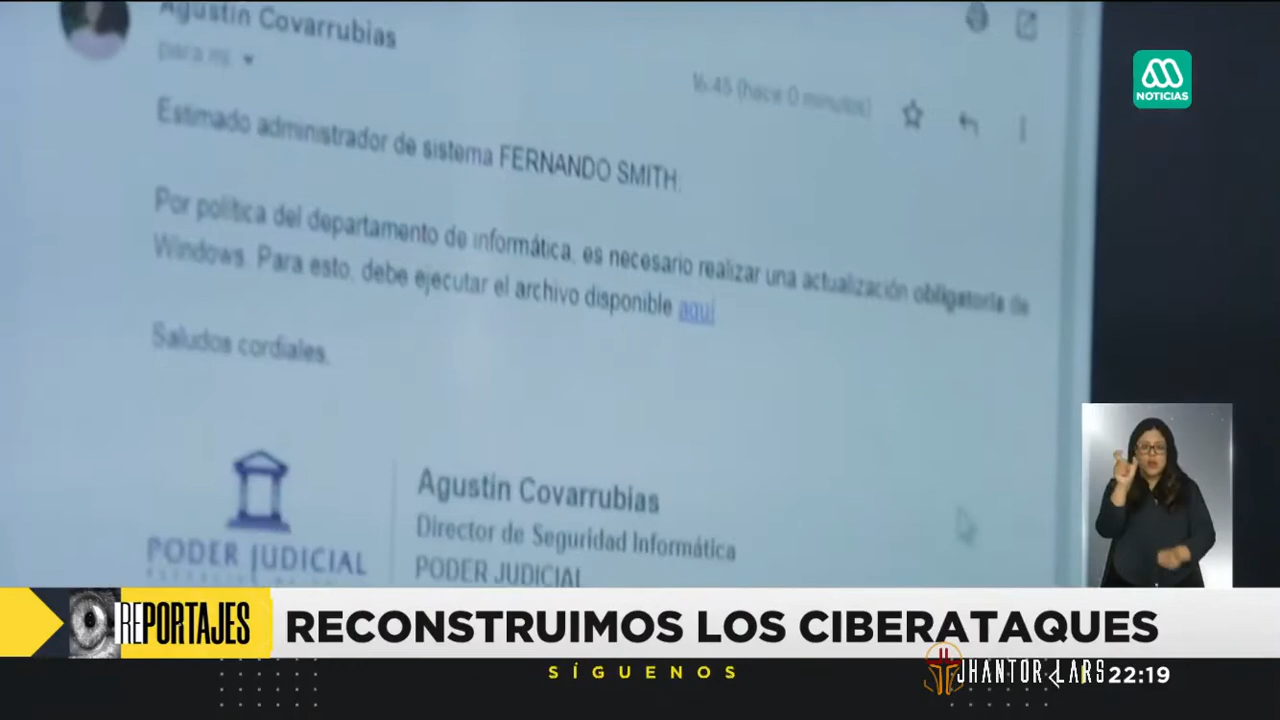 Agustín Covarrubias
para mí
16:45 (hace 0 minutos)
NOTICIAS
Estimado administrador de sistema FERNANDO SMITH:
Por política del departamento de informática, es necesario realizar una actualización obligatoria de
Windows. Para esto, debe ejecutar el archivo disponible aquí
Saludos cordiales,
PODER JUDICIAL
Agustín Covarrubias
Director de Seguridad Informática
PODER JUDICIAL
REPORTAJES
RECONSTRUIMOS LOS CIBERATAQUES
SÍGUENOS
JHANTOR LARS
22:19